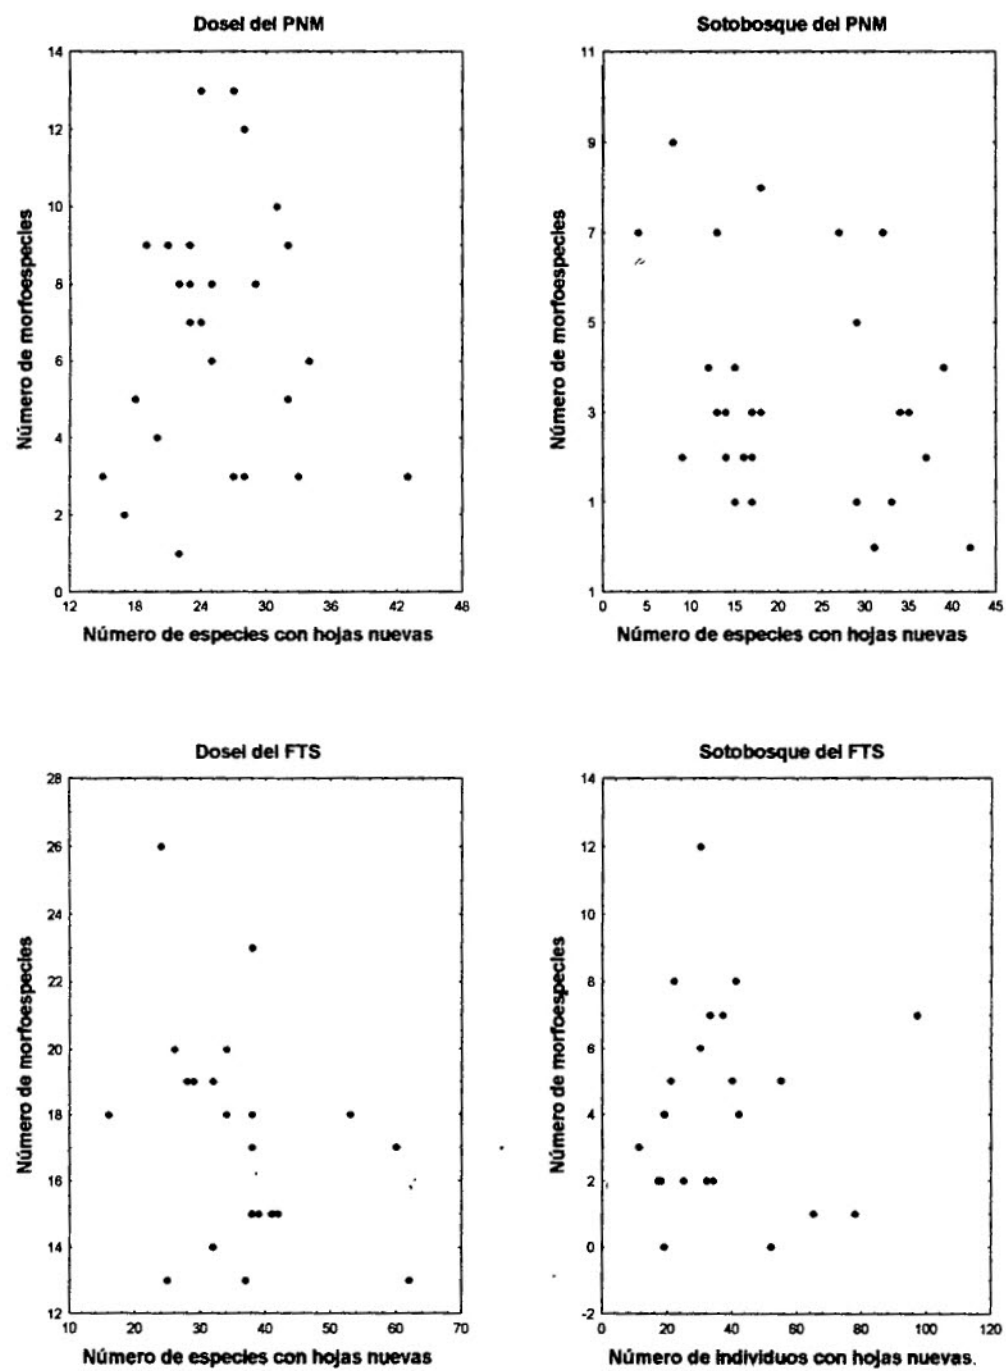 Dosel del PNM
14
12
10
8
6
4
2
0
12 18 24 30 36 42 48
Número de morfoespecies
Número de especies con hojas nuevas
Sotobosque del PNM
11
9
7
5
3
1
1
0 5 10 15 20 25 30 35 40 45
Número de morfoespecies
Número de especies con hojas nuevas
Dosel del FTS
28
26
24
22
20
18
16
14
12
10 20 30 40 50 60 70
Número de morfoespecies
Número de especies con hojas nuevas
Sotobosque del FTS
14
12
10
8
6
4
2
0
-2
0 20 40 60 80 100 120
Número de morfoespecies
Número de individuos con hojas nuevas.